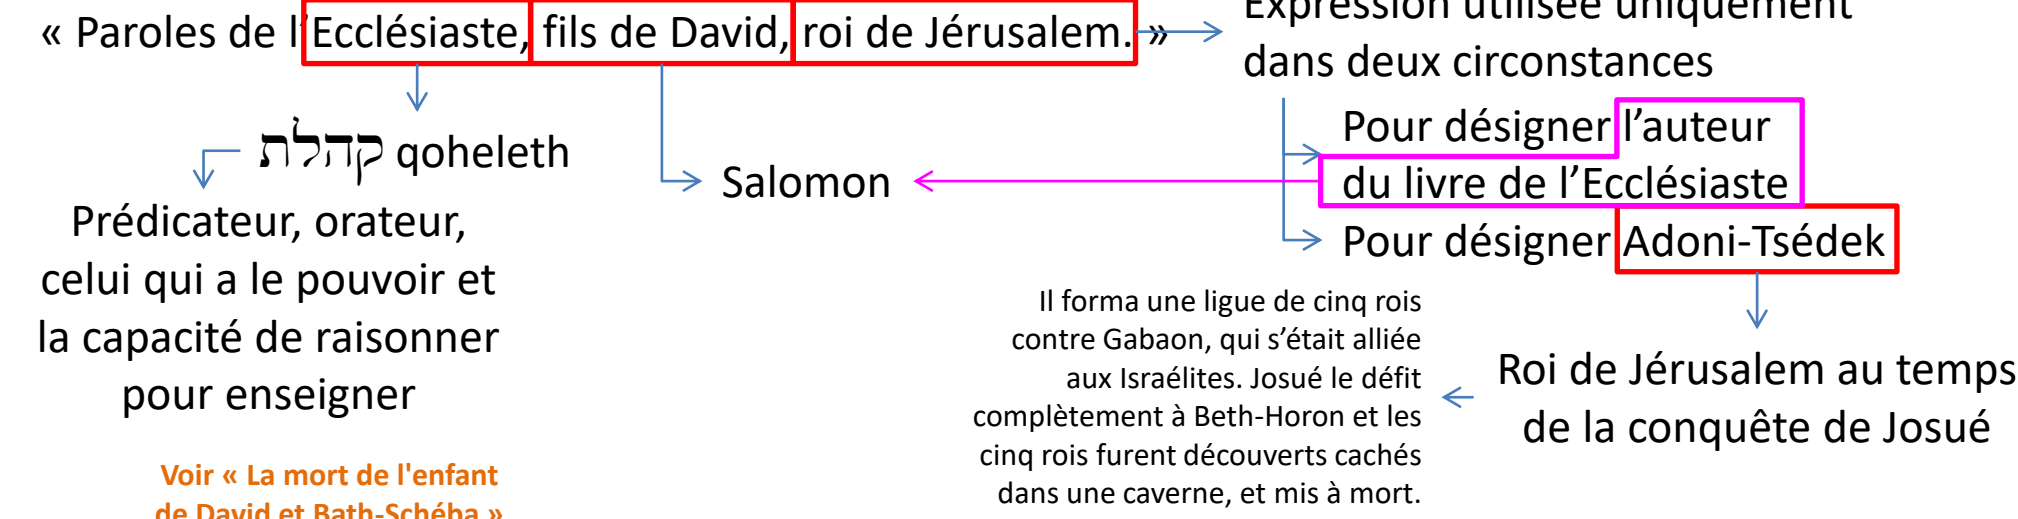 « Paroles de l’Ecclésiaste, fils de David, roi de Jérusalem. »
Expression utilisée uniquement
dans deux circonstances
Pour désigner l’auteur
du livre de l’Ecclésiaste
Pour désigner Adoni-Tsédek
קהלת qoheleth
Salomon
Prédicateur, orateur,
celui qui a le pouvoir et
la capacité de raisonner
pour enseigner
Il forma une ligue de cinq rois
contre Gabaon, qui s’était alliée
aux Israélites. Josué le défit
complètement à Beth-Horon et les
cinq rois furent découverts cachés
dans une caverne, et mis à mort.
Roi de Jérusalem au temps
de la conquête de Josué
Voir « La mort de l'enfant
de David et Bath-Schéba »